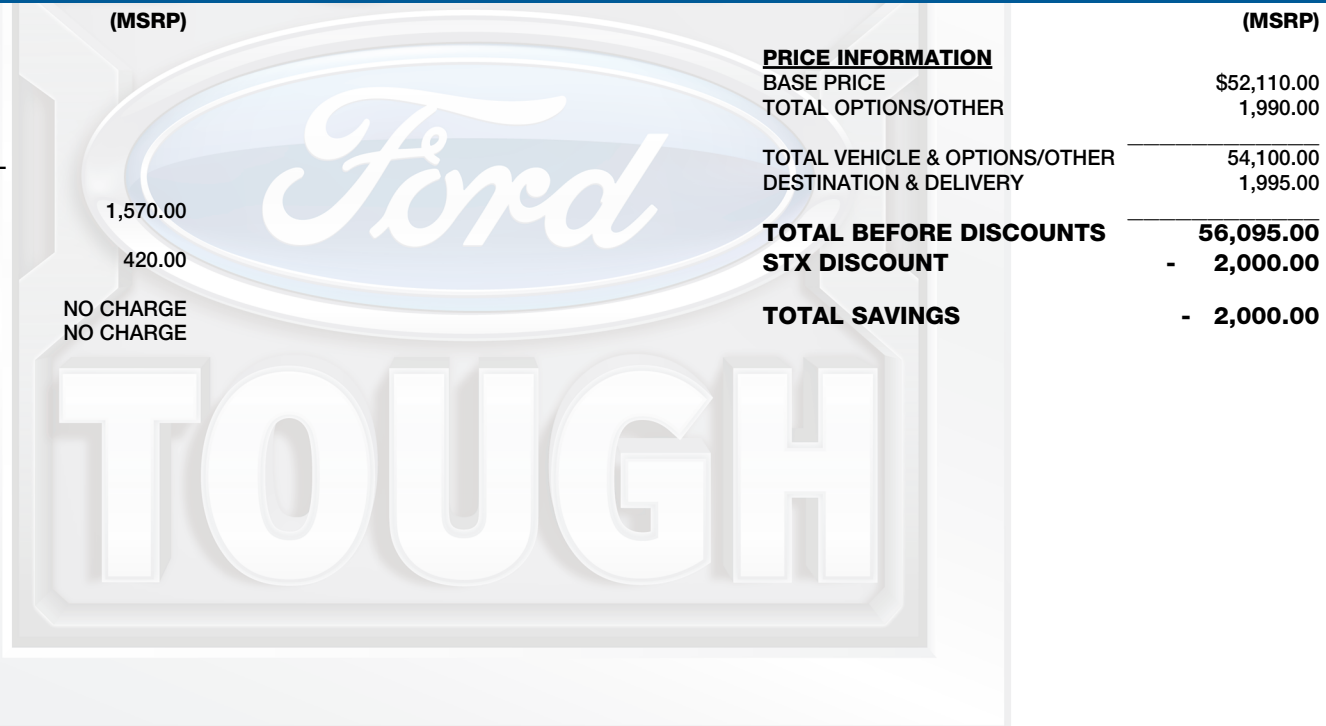 (MSRP)
1,570.00
420.00
NO CHARGE
NO CHARGE
(MSRP)
PRICE INFORMATION
BASE PRICE $52,110.00
TOTAL OPTIONS/OTHER 1,990.00
TOTAL VEHICLE & OPTIONS/OTHER 54,100.00
DESTINATION & DELIVERY 1,995.00
TOTAL BEFORE DISCOUNTS 56,095.00
STX DISCOUNT - 2,000.00
TOTAL SAVINGS - 2,000.00
Ford
TOUGH